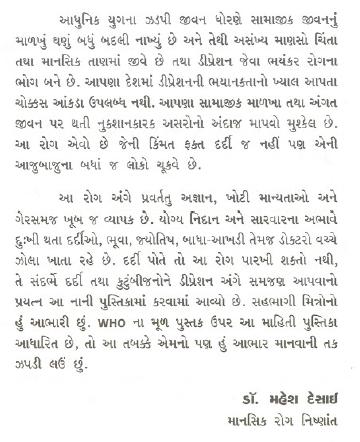 આધુનિક યુગના ઝડપી જીવન ધોરણે સામાજીક જીવનનું
માળખું ઘણું બધું બદલી નાખ્યું છે અને તેથી અસંખ્ય માણસો ચિંતા
તથા માનસિક તાણમાં જીવે છે તથા ડીપ્રેશન જેવા ભયંકર રોગના
ભોગ બને છે. આપણા દેશમાં ડીપ્રેશનની ભયાનકતાનો ખ્યાલ આપતા
ચોક્કસ આંકડા ઉપલબ્ધ નથી. આપણા સામાજીક માળખા તથા અંગત
જીવન પર થતી નુકશાનકારક અસરોનો અંદાજ માપવો મુશ્કેલ છે.
આ રોગ એવો છે જેની કિંમત ફક્ત દર્દી જ નહીં પણ એની
આજુબાજુના બધાં જ લોકો ચૂકવે છે.
આ રોગ અંગે પ્રવર્તતુ અજ્ઞાન, ખોટી માન્યતાઓ અને
ગેરસમજ ખૂબ જ વ્યાપક છે. યોગ્ય નિદાન અને સારવારના અભાવે
દુઃખી થતા દર્દીઓ, ભૂવા, જ્યોતિષ, બાધા-આખડી તેમજ ડોક્ટરો વચ્ચે
ઝોલા ખાતા રહે છે. દર્દી પોતે તો આ રોગ પારખી શક્તો નથી,
તે સંદર્ભે દર્દી તથા કુટુંબીજનોને ડીપ્રેશન અંગે સમજણ આપવાનો
પ્રયત્ન આ નાની પુસ્તિકામાં કરવામાં આવ્યો છે. સહભાગી મિત્રોનો
હું આભારી છું. WHO ના મૂળ પુસ્તક ઉપર આ માહિતી પુસ્તિકા
આધારિત છે, તો આ તબક્કે એમનો પણ હું આભાર માનવાની તક
ઝપડી લઉં છું.
ડૉ. મહેશ દેસાઈ
માનસિક રોગ નિષ્ણાંત